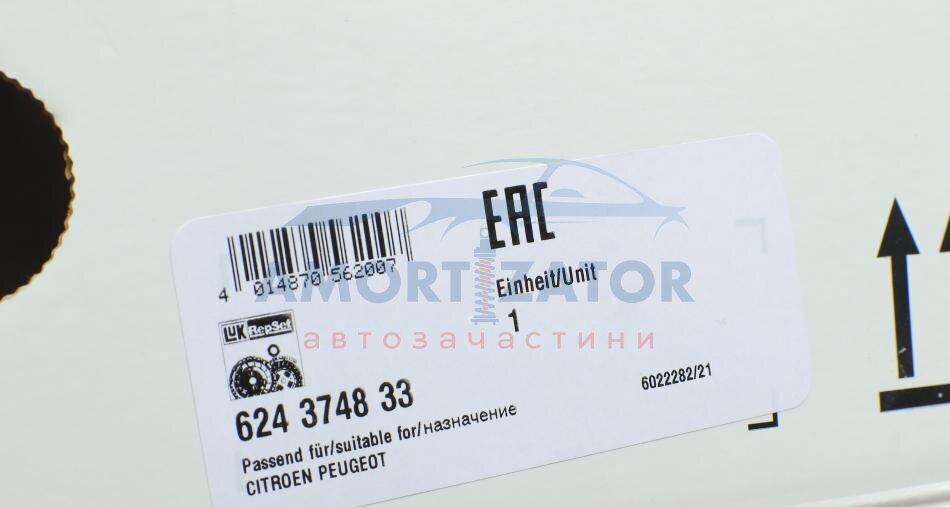 EAC
4 014870 562007
Einheit/Unit
1
AMORTIZATOR
автозачастини
LUK RepSet
624 3748 33
6022282/21
Passend für/suitable for/назначение
CITROEN PEUGEOT